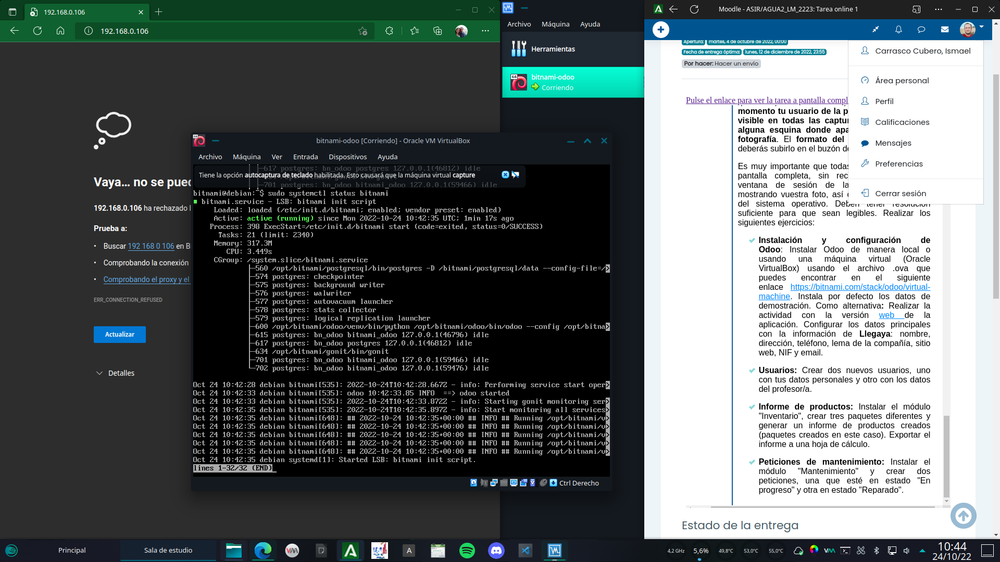 192.168.0.106
192.168.0.106
Vaya... no se pue
192.168.0.106 ha rechazado
Prueba a:
• Buscar 192 168 0 106 en B
• Comprobando la conexión
• Comprobando el proxy y el
ERR_CONNECTION_REFUSED
Actualizar
Detalles
Archivo Máquina Ayuda
Herramientas
64
bitnami-odoo
Corriendo
bitnami-odoo [Corriendo] - Oracle VM VirtualBox
Archivo Máquina Ver Entrada Dispositivos Ayuda
├─617 postgres: bn_odoo postgres 127.0.0.1(46812) idle
Tiene la opción autocaptura de teclado habilitada. Esto causará que la máquina virtual capture
├─701 postgres: bn_odoo bitnami_odoo 127.0.0.1(59466) idle
bitnami@debian:~$ sudo systemctl status bitnami
bitnami.service - LSB: bitnami init script
Loaded: loaded (/etc/init.d/bitnami; enabled; vendor preset: enabled)
Active: active (running) since Mon 2022-10-24 10:42:35 UTC; 1min 17s ago
Process: 398 ExecStart=/etc/init.d/bitnami start (code=exited, status=0/SUCCESS)
Tasks: 21 (limit: 2340)
Memory: 317.3M
CPU: 3.449s
CGroup: /system.slice/bitnami.service
├─560 /opt/bitnami/postgresql/bin/postgres -D /bitnami/postgresql/data --config-file=/>
├─574 postgres: checkpointer
├─575 postgres: background writer
├─576 postgres: walwriter
├─577 postgres: autovacuum launcher
├─578 postgres: stats collector
├─579 postgres: logical replication launcher
├─600 /opt/bitnami/odoo/venv/bin/python /opt/bitnami/odoo/bin/odoo --config /opt/bitna>
├─615 postgres: bn_odoo bitnami_odoo 127.0.0.1(46796) idle
├─617 postgres: bn_odoo postgres 127.0.0.1(46812) idle
├─634 /opt/bitnami/gonit/bin/gonit
├─701 postgres: bn_odoo bitnami_odoo 127.0.0.1(59466) idle
└─702 postgres: bn_odoo bitnami_odoo 127.0.0.1(59476) idle
Oct 24 10:42:28 debian bitnami[535]: 2022-10-24T10:42:28.667Z - info: Performing service start oper>
Oct 24 10:42:33 debian bitnami[535]: odoo 10:42:33.85 INFO ==> odoo started
Oct 24 10:42:33 debian bitnami[535]: 2022-10-24T10:42:33.872Z - info: Starting gonit monitoring ser>
Oct 24 10:42:35 debian bitnami[535]: 2022-10-24T10:42:35.897Z - info: Start monitoring all services>
Oct 24 10:42:35 debian bitnami[648]: ## 2022-10-24 10:42:35+00:00 ## INFO ## Running /opt/bitnami/v>
Oct 24 10:42:35 debian bitnami[648]: ## 2022-10-24 10:42:35+00:00 ## INFO ## Running /opt/bitnami/v>
Oct 24 10:42:35 debian bitnami[648]: ## 2022-10-24 10:42:35+00:00 ## INFO ## Running /opt/bitnami/v>
Oct 24 10:42:35 debian bitnami[648]: ## 2022-10-24 10:42:35+00:00 ## INFO ## Running /opt/bitnami/v>
Oct 24 10:42:35 debian bitnami[648]: ## 2022-10-24 10:42:35+00:00 ## INFO ## Running /opt/bitnami/v>
Oct 24 10:42:35 debian systemd[1]: Started LSB: bitnami init script.
lines 1-32/32 (END)
Ctrl Derecho
Moodle - ASIR/AGUA2_LM_2223: Tarea online 1
Apertura: martes, 4 de octubre de 2022, 00:00
Fecha de entrega óptima: lunes, 12 de diciembre de 2022, 23:55
Por hacer: Hacer un envío
Carrasco Cubero, Ismael
Área personal
Perfil
Calificaciones
Mensajes
Preferencias
Cerrar sesión
Pulse el enlace para ver la tarea a pantalla compl
momento tu usuario de la p
visible en todas las captur
alguna esquina donde apa
fotografía. El formato del
deberás subirlo en el buzón de
Es muy importante que todas
pantalla completa, sin rec
ventana de sesión de la
mostrando vuestra foto, así c
del sistema operativo. Deben tener resolución
suficiente para que sean legibles. Realizar los
siguientes ejercicios:
Instalación y configuración de
Odoo: Instalar Odoo de manera local o
usando una máquina virtual (Oracle
VirtualBox) usando el archivo .ova que
puedes encontrar en el siguiente
enlace https://bitnami.com/stack/odoo/virtual-
machine. Instala por defecto los datos de
demostración. Como alternativa: Realizar la
actividad con la versión web de la
aplicación. Configurar los datos principales
con la información de Llegaya: nombre,
dirección, teléfono, lema de la compañía, sitio
web, NIF y email.
Usuarios: Crear dos nuevos usuarios, uno
con tus datos personales y otro con los datos
del profesor/a.
Informe de productos: Instalar el módulo
"Inventario", crear tres paquetes diferentes y
generar un informe de productos creados
(paquetes creados en este caso). Exportar el
informe a una hoja de cálculo.
Peticiones de mantenimiento: Instalar el
módulo "Mantenimiento" y crear dos
peticiones, una que esté en estado "En
progreso" y otra en estado "Reparado".
Estado de la entrega
Principal
Sala de estudio
4,2 GHz 5,6% 49,8°C 53,0°C 55,0°C
10:44
24/10/22